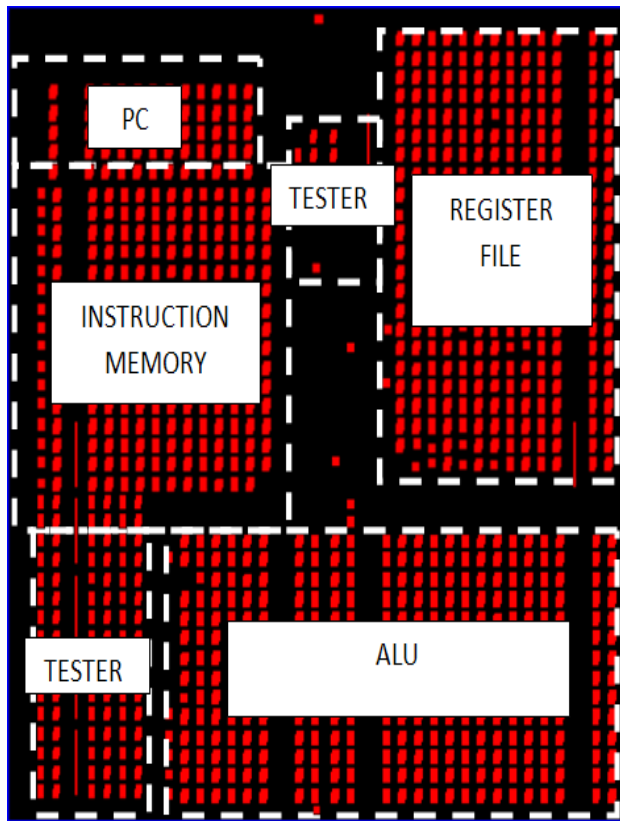 PC
TESTER
REGISTER
FILE
INSTRUCTION
MEMORY
TESTER
ALU